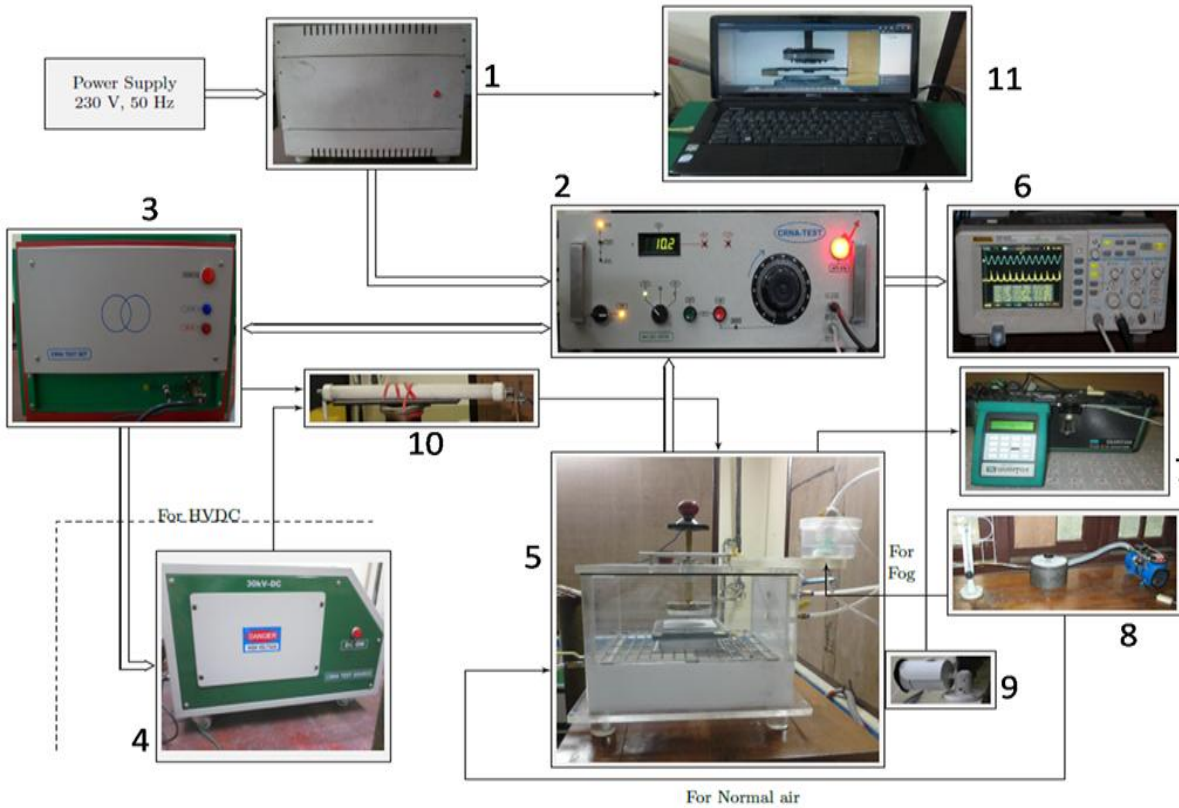 Power Supply
230 V, 50 Hz
1
11
2
3
6
10.2
CRNA-TEST
10
7
For HVDC
5
For
Fog
30kV-DC
DANGER
8
9
4
For Normal air